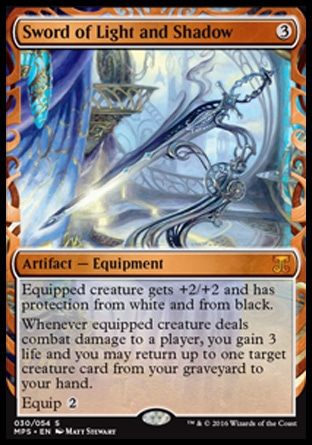 Sword of Light and Shadow 3
Artifact — Equipment
Equipped creature gets +2/+2 and has
protection from white and from black.
Whenever equipped creature deals
combat damage to a player, you gain 3
life and you may return up to one target
creature card from your graveyard to
your hand.
Equip 2
030/054 S
MPS • EN Matt Stewart
™ & © 2016 Wizards of the Coast